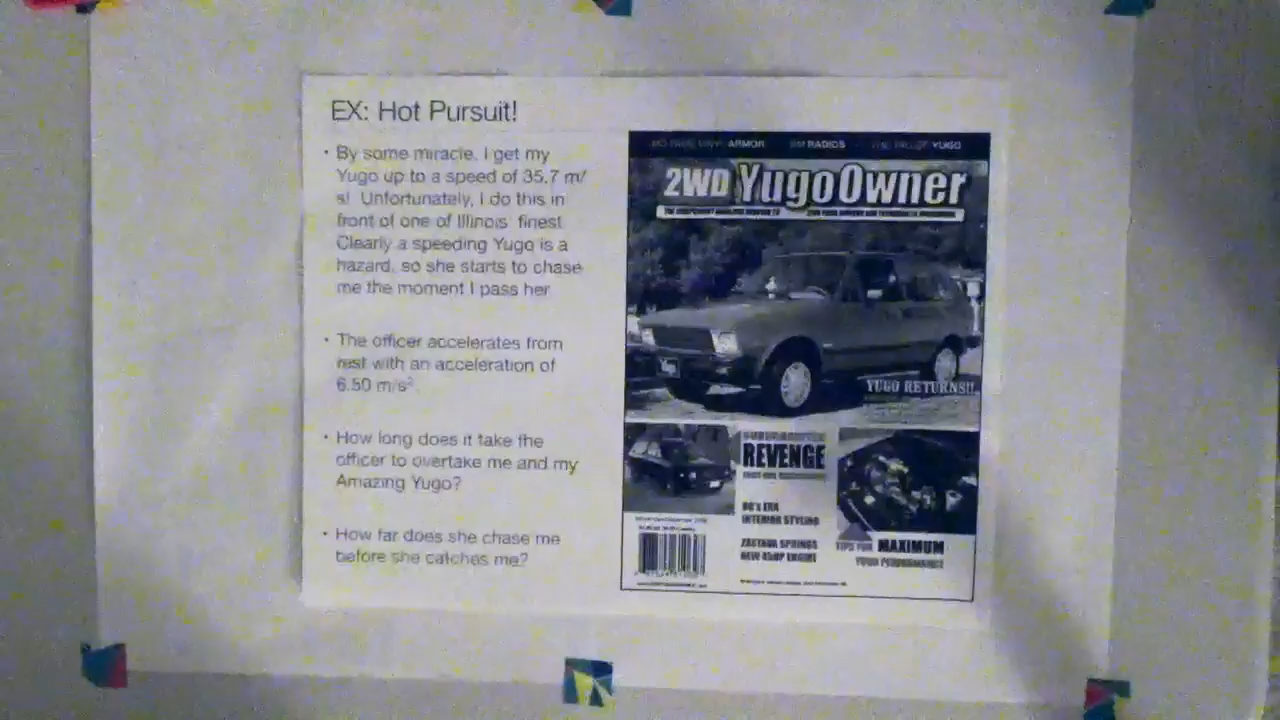 EX: Hot Pursuit!
• By some miracle, I get my
Yugo up to a speed of 35.7 m/
s! Unfortunately, I do this in
front of one of Illinois finest
Clearly a speeding Yugo is a
hazard, so she starts to chase
me the moment I pass her
• The officer accelerates from
rest with an acceleration of
6.50 m/s².
• How long does it take the
officer to overtake me and my
Amazing Yugo?
• How far does she chase me
before she catches me?
ARMOR RADIOS YUGO
2WD YugoOwner
YUGO RETURNS!!
REVENGE
80's ERA
INTERIOR STYLING
ZASTAVA SPRINGS
NEW 45HP ENGINE
TIPS FOR MAXIMUM
YUGO PERFORMANCE